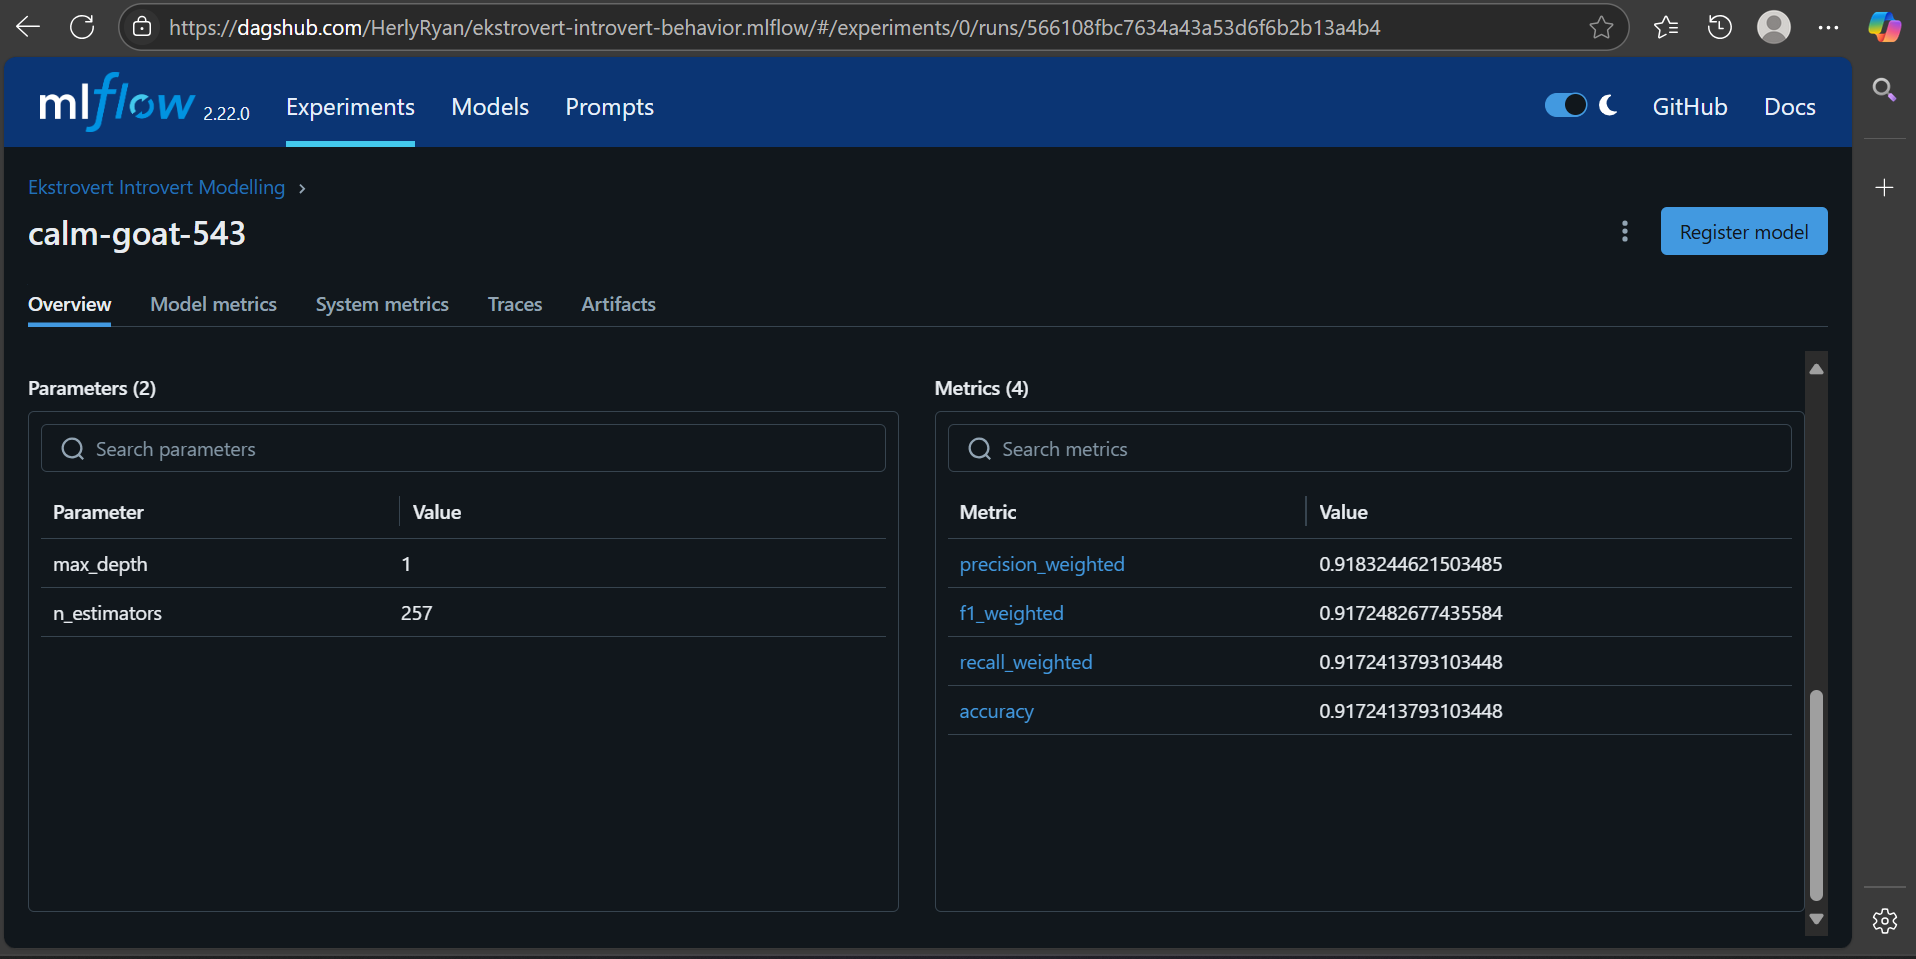 https://dagshub.com/HerlyRyan/ekstrovert-introvert-behavior.mlflow/#/experiments/0/runs/566108fbc7634a43a53d6f6b2b13a4b4
mlflow 2.22.0 Experiments Models Prompts GitHub Docs
Ekstrovert Introvert Modelling
calm-goat-543
Register model
Overview Model metrics System metrics Traces Artifacts
Parameters (2)
Search parameters
Parameter Value
max_depth 1
n_estimators 257
Metrics (4)
Search metrics
Metric Value
precision_weighted 0.9183244621503485
f1_weighted 0.9172482677435584
recall_weighted 0.9172413793103448
accuracy 0.9172413793103448